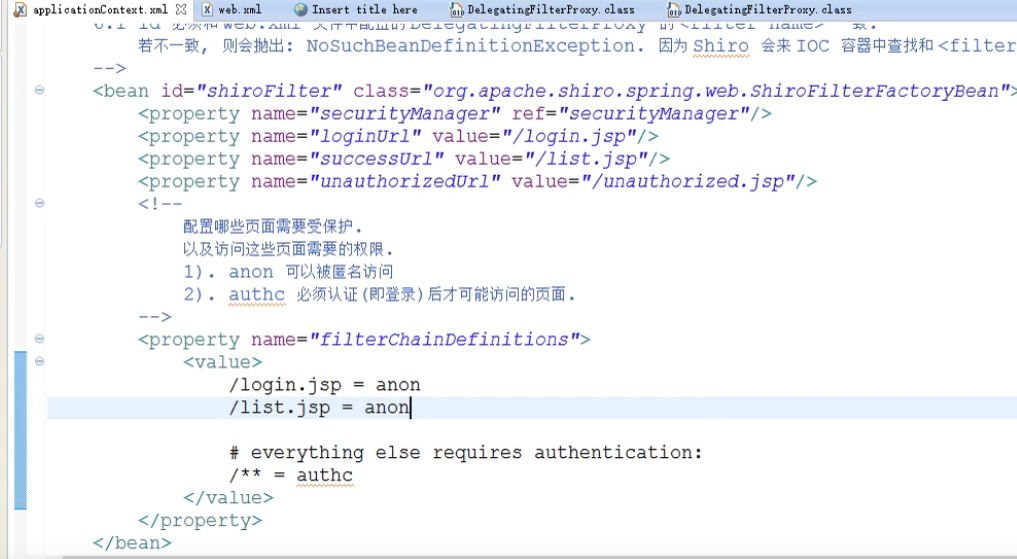 applicationContext.xml web.xml Insert title here DelegatingFilterProxy.class DelegatingFilterProxy.class
6.1 id 必须和 web.xml 文件中配置的 DelegatingFilterProxy 的 <filter-name> 一致.
若不一致, 则会抛出: NoSuchBeanDefinitionException. 因为 Shiro 会来 IOC 容器中查找和 <filter
-->
<bean id="shiroFilter" class="org.apache.shiro.spring.web.ShiroFilterFactoryBean">
<property name="securityManager" ref="securityManager"/>
<property name="loginUrl" value="/login.jsp"/>
<property name="successUrl" value="/list.jsp"/>
<property name="unauthorizedUrl" value="/unauthorized.jsp"/>
<!--
配置哪些页面需要受保护.
以及访问这些页面需要的权限.
1). anon 可以被匿名访问
2). authc 必须认证(即登录)后才可能访问的页面.
-->
<property name="filterChainDefinitions">
<value>
/login.jsp = anon
/list.jsp = anon
# everything else requires authentication:
/** = authc
</value>
</property>
</bean>